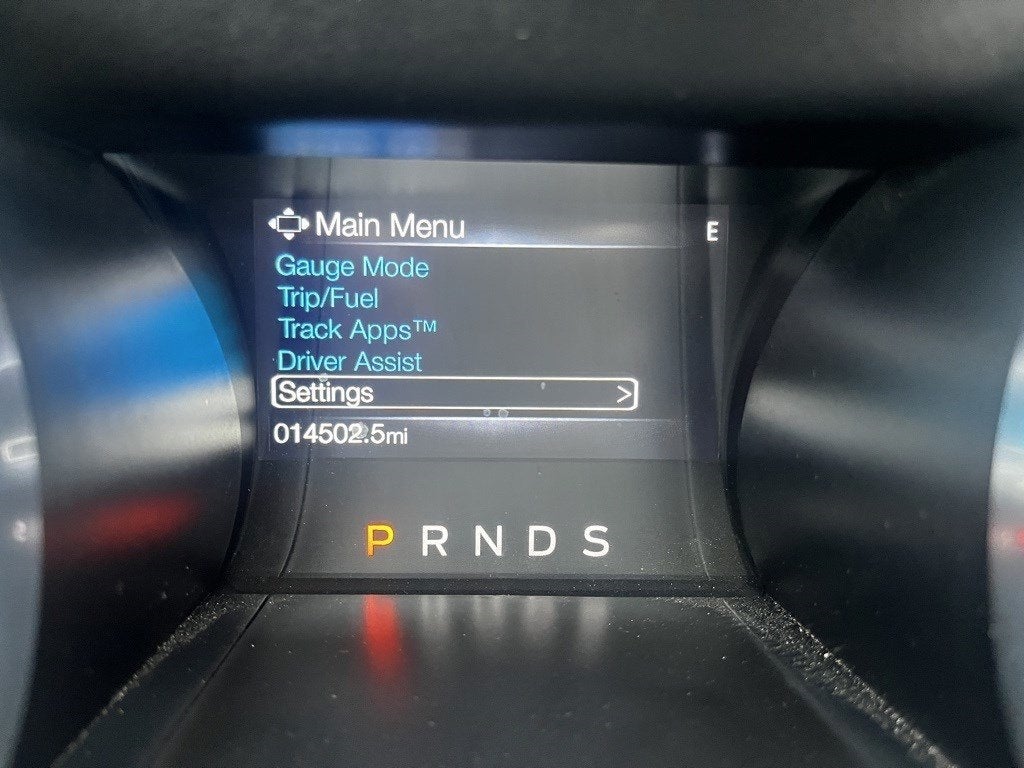 Main Menu E
Gauge Mode
Trip/Fuel
Track Apps™
Driver Assist
Settings >
014502.5mi
P R N D S